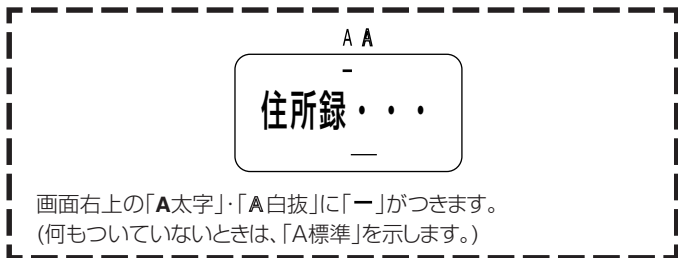 A 𝔸
住所録・・・
画面右上の｢A太字｣･｢𝔸白抜｣に｢ー｣がつきます。
(何もついていないときは､｢A標準｣を示します｡)